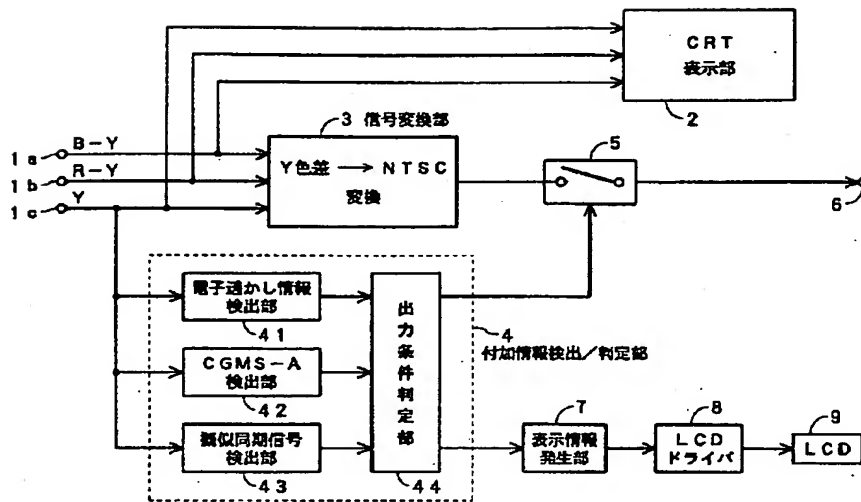 CRT
表示部
2
3 信号変換部
B-Y
1a
R-Y
1b
Y
1c
Y色差 → NTSC
変換
5
6
電子透かし情報
検出部
41
CGMS-A
検出部
42
疑似同期信号
検出部
43
出力条件判定部
44
4
付加情報検出/判定部
7
表示情報
発生部
8
LCD
ドライバ
9
LCD